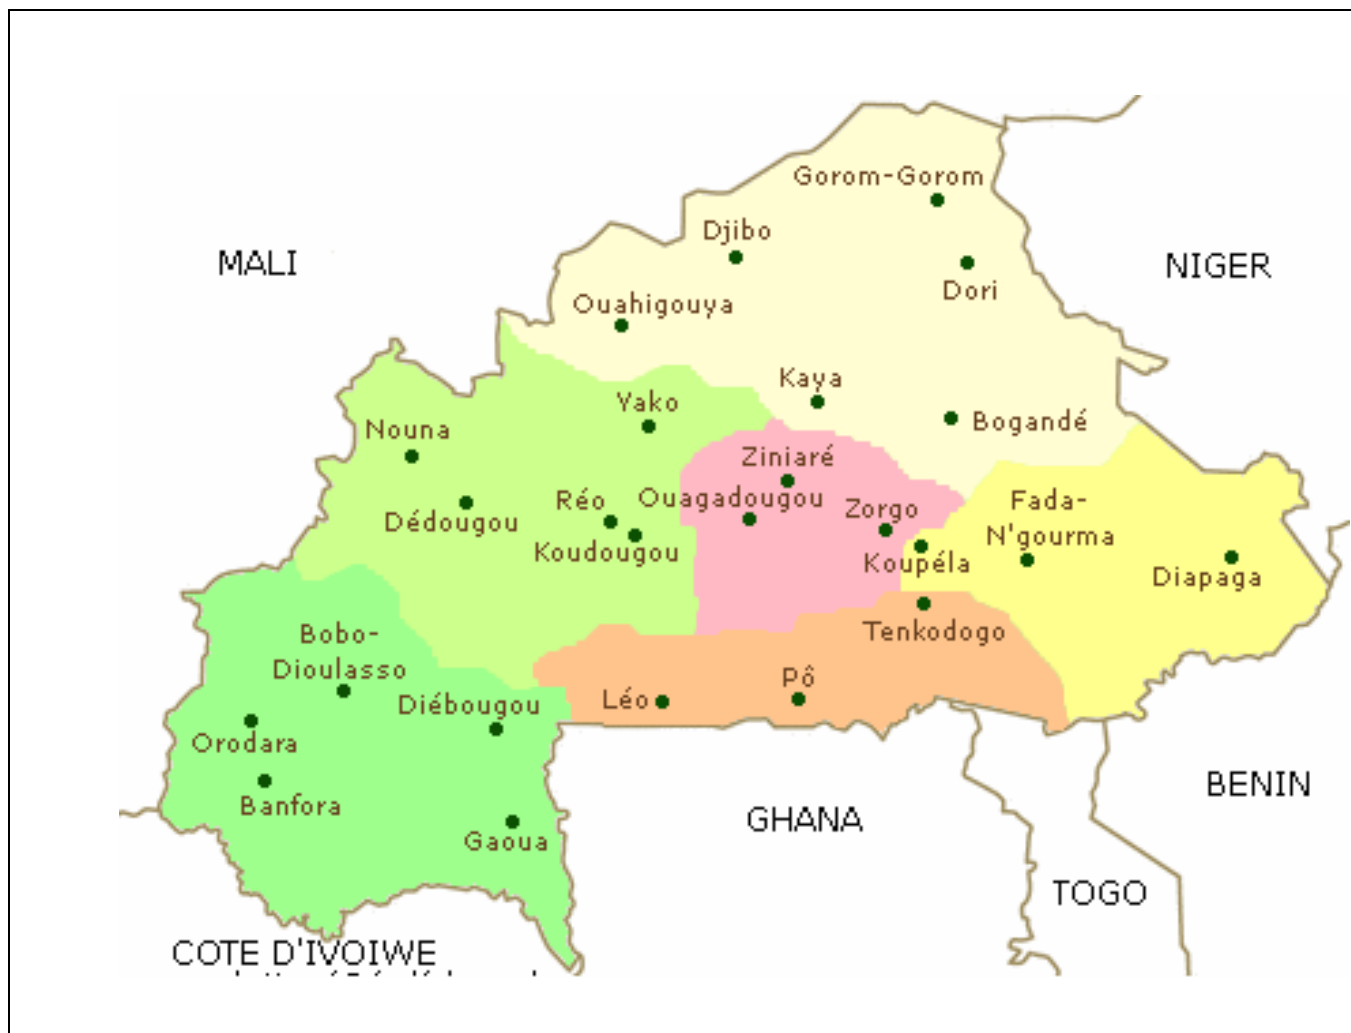 Gorom-Gorom
Djibo
MALI
NIGER
Dori
Ouahigouya
Kaya
Yako
Bogandé
Nouna
Ziniaré
Réo
Ouagadougou
Fada-
N'gourma
Zorgo
Dédougou
Koudougou
Koupéla
Diapaga
Bobo-
Dioulasso
Tenkodogo
Pô
Léo
Diébougou
Orodara
BENIN
Banfora
GHANA
Gaoua
TOGO
COTE D'IVOIWE